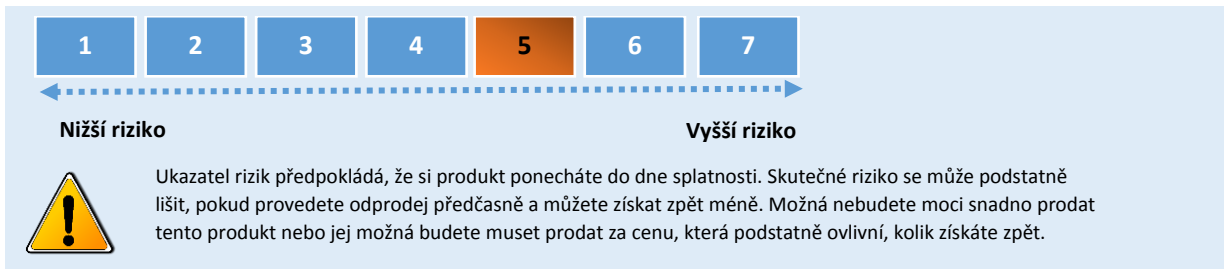 1 2 3 4 5 6 7
Nižší riziko Vyšší riziko
Ukazatel rizik předpokládá, že si produkt ponecháte do dne splatnosti. Skutečné riziko se může podstatně
lišit, pokud provedete odprodej předčasně a můžete získat zpět méně. Možná nebudete moci snadno prodat
tento produkt nebo jej možná budete muset prodat za cenu, která podstatně ovlivní, kolik získáte zpět.